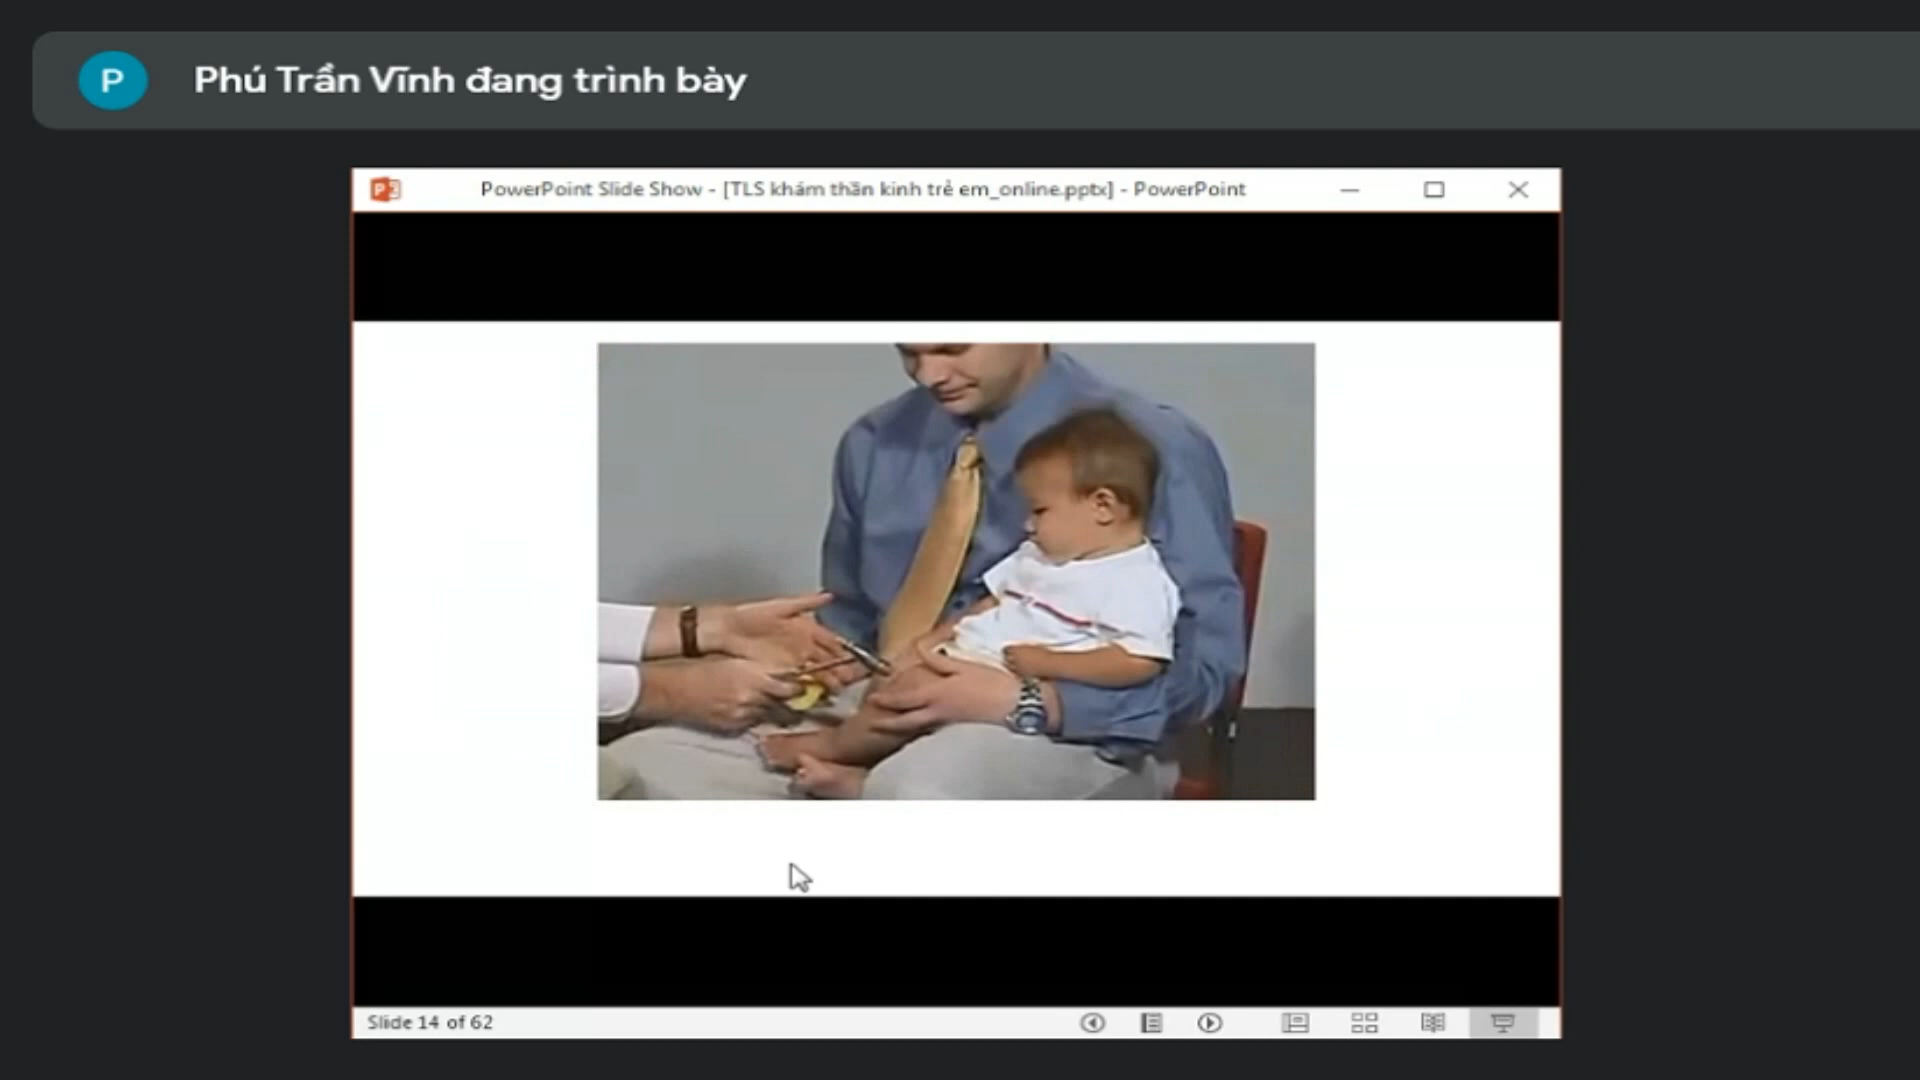 P
Phú Trần Vĩnh đang trình bày
PowerPoint Slide Show - [TLS khám thần kinh trẻ em_online.pptx] - PowerPoint
Slide 14 of 62